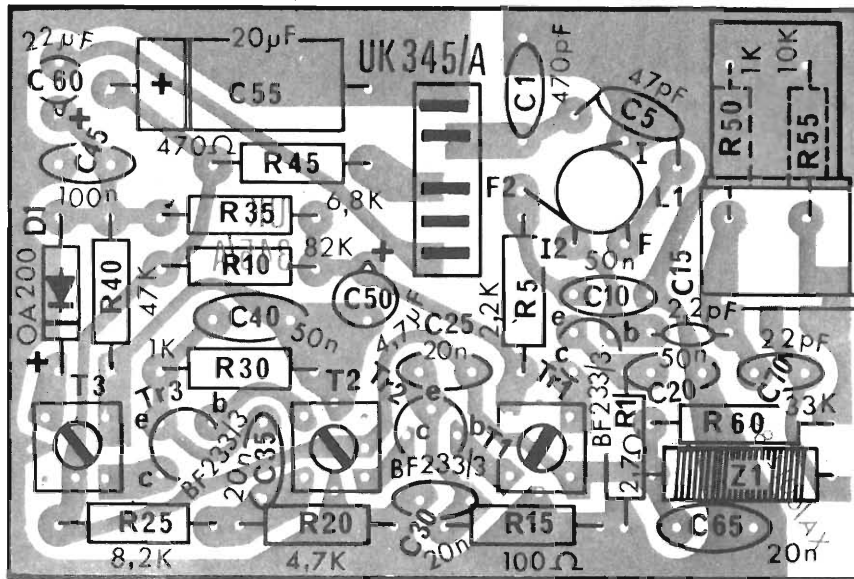 22µF
C60
+
20µF
C55
UK345/A
C1
470pF
47pF
C5
1K
10K
R50
R55
+
C45
100n
470Ω
R45
6,8K
F2
I
L1
I2
F
D1
OA200
+
R40
R35
R10
47K
82K
+
C50
4,7µF
R5
2,2K
50n
C10
C15
2,2pF
C40
50n
C25
20n
e
b
c
Tr1
50n
C20
22pF
C70
1K
R30
T3
Tr3
e
b
c
BF233/3
T2
Tr2
e
c
b
BF233/3
T1
BF233/3
R1
2,7Ω
R60
33K
Z1
20n
C35
R25
8,2K
R20
4,7K
C30
20n
R15
100Ω
C65
20n